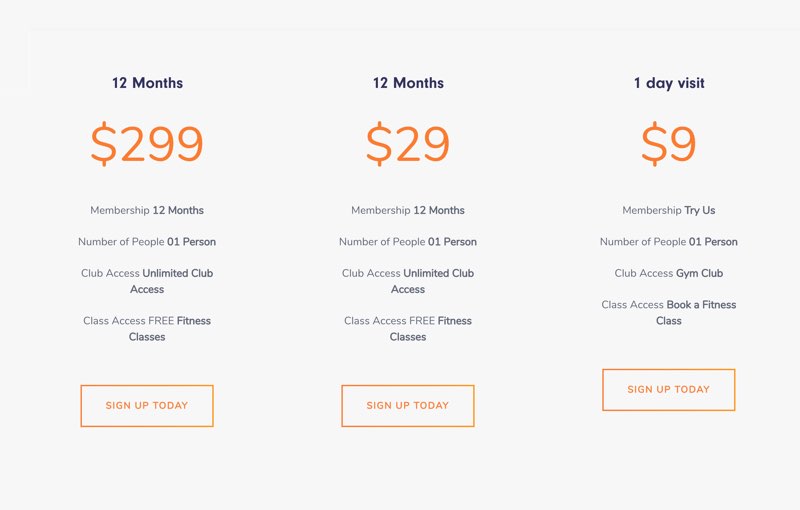 12 Months
$299
Membership 12 Months
Number of People 01 Person
Club Access Unlimited Club
Access
Class Access FREE Fitness
Classes
SIGN UP TODAY
12 Months
$29
Membership 12 Months
Number of People 01 Person
Club Access Unlimited Club
Access
Class Access FREE Fitness
Classes
SIGN UP TODAY
1 day visit
$9
Membership Try Us
Number of People 01 Person
Club Access Gym Club
Class Access Book a Fitness
Class
SIGN UP TODAY